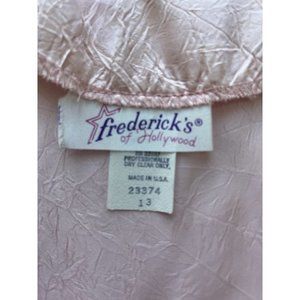 frederick's®
of Hollywood
PROFESSIONALLY
DRY CLEAN ONLY.
MADE IN U.S.A.
23374
13